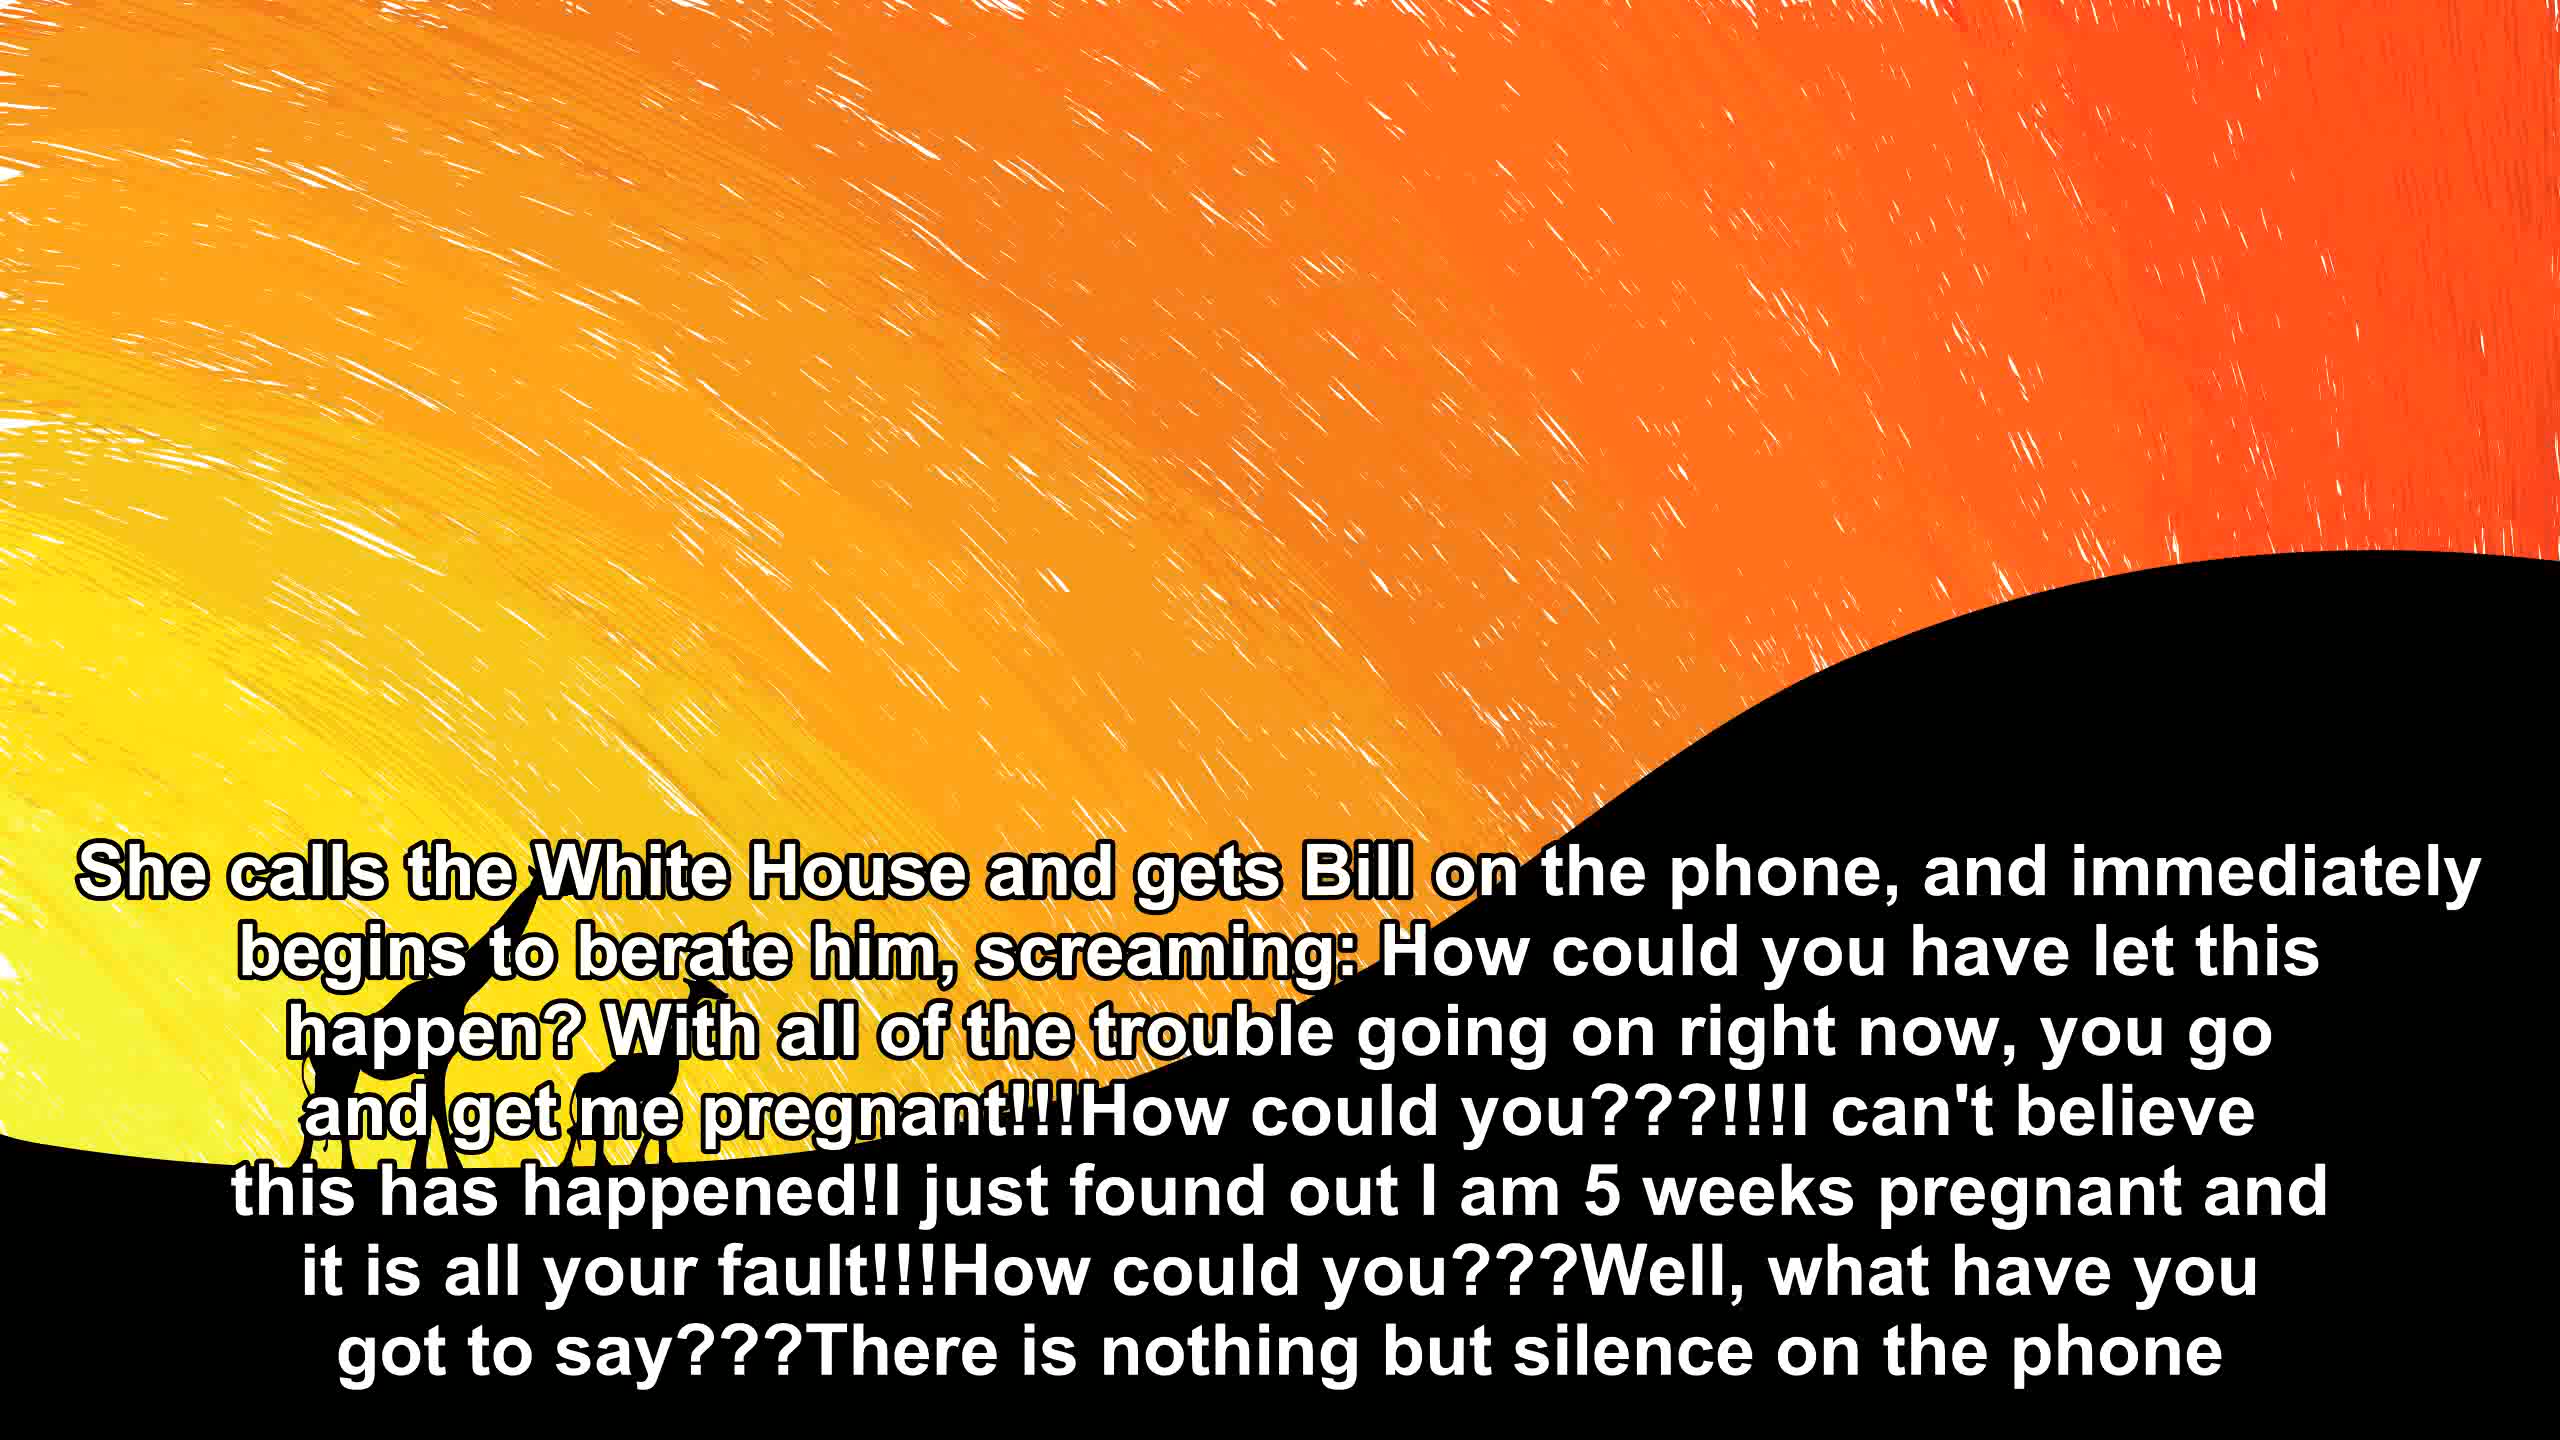 She calls the White House and gets Bill on the phone, and immediately
begins to berate him, screaming: How could you have let this
happen? With all of the trouble going on right now, you go
and get me pregnant!!!How could you???!!!I can't believe
this has happened!I just found out I am 5 weeks pregnant and
it is all your fault!!!How could you???Well, what have you
got to say???There is nothing but silence on the phone